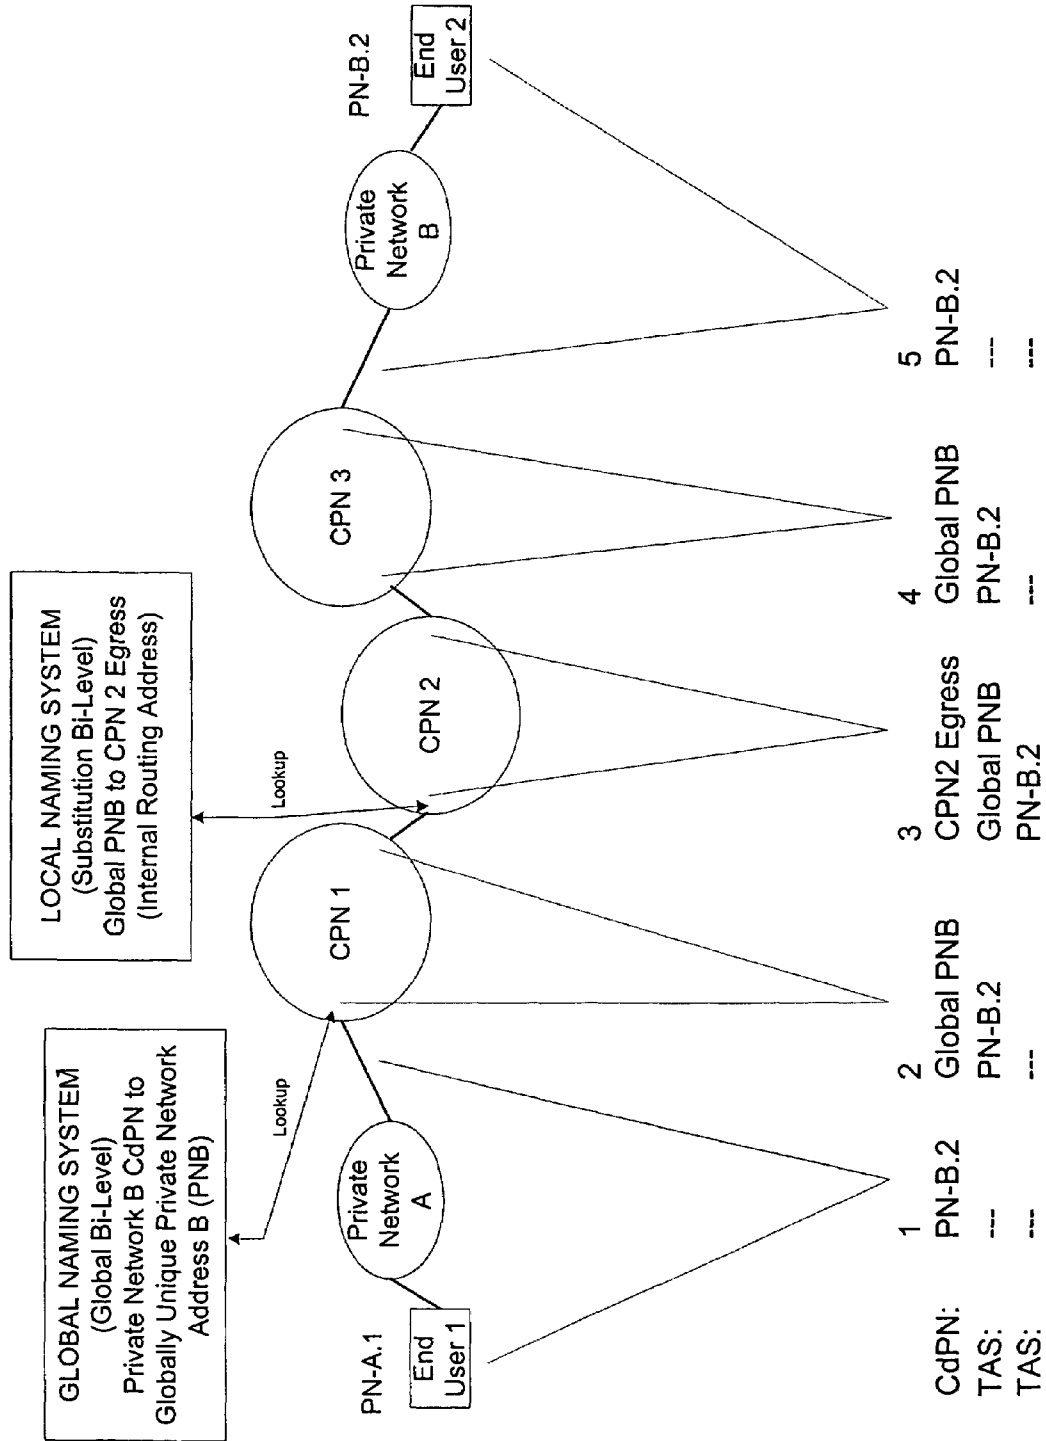 GLOBAL NAMING SYSTEM
(Global Bi-Level)
Private Network B CdPN to
Globally Unique Private Network
Address B (PNB)
LOCAL NAMING SYSTEM
(Substitution Bi-Level)
Global PNB to CPN 2 Egress
(Internal Routing Address)
Lookup
Lookup
PN-A.1
End
User 1
Private
Network
A
CPN 1
CPN 2
CPN 3
Private
Network
B
PN-B.2
End
User 2
1 2 3 4 5
CdPN: PN-B.2 Global PNB CPN2 Egress Global PNB PN-B.2
TAS: --- PN-B.2 Global PNB PN-B.2 ---
TAS: --- --- PN-B.2 --- ---